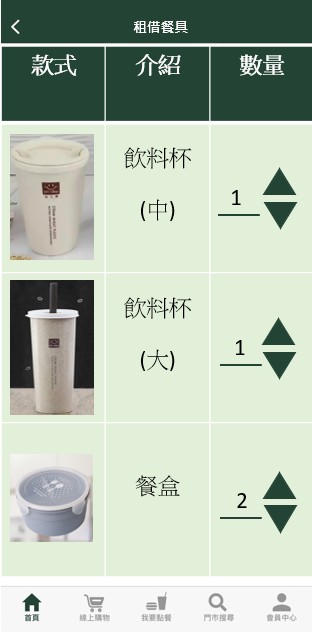 租借餐具
款式 介紹 數量
飲料杯
(中)
1
飲料杯
(大)
1
餐盒
2
首頁 線上購物 我要點餐 門市搜尋 會員中心